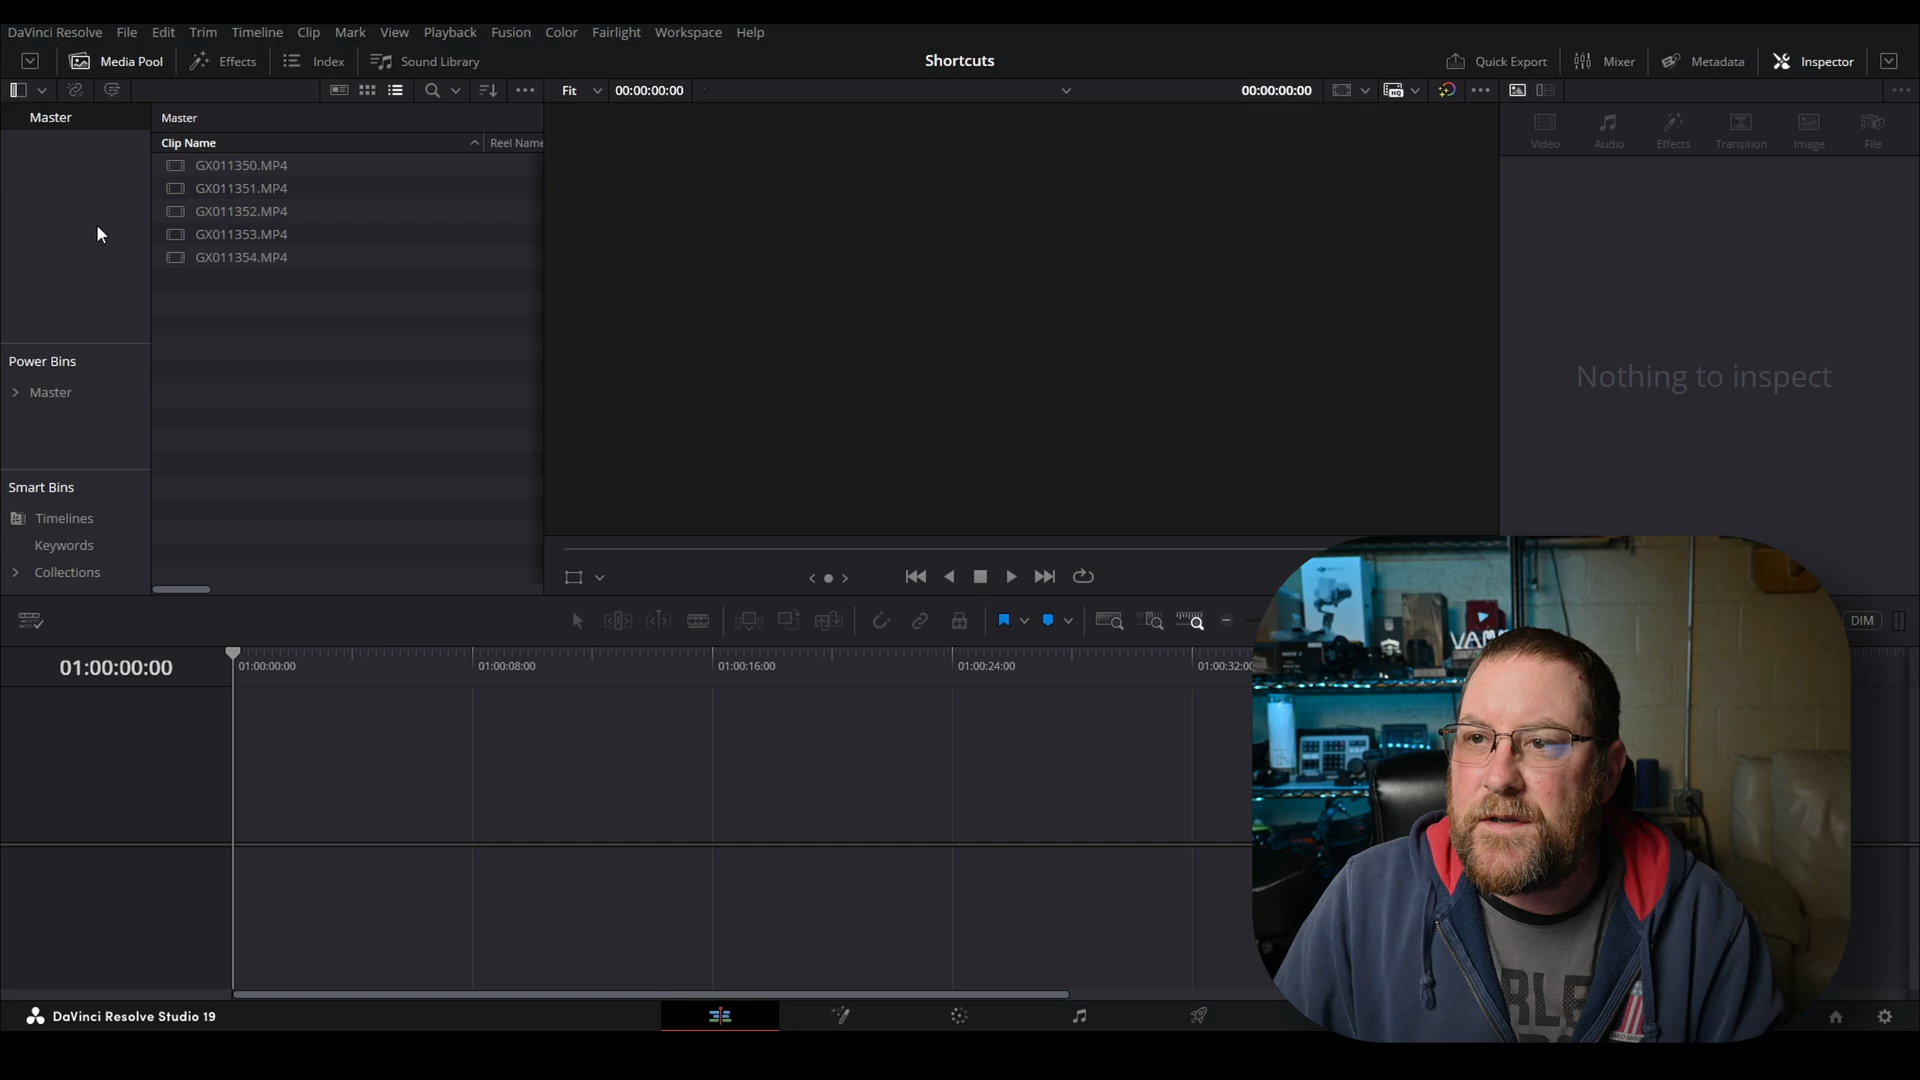 DaVinci Resolve File Edit Trim Timeline Clip Mark View Playback Fusion Color Fairlight Workspace Help
Media Pool Effects Index Sound Library Shortcuts Quick Export Mixer Metadata Inspector
Fit 00:00:00:00 00:00:00:00
Master Master
Clip Name Reel Name
Video Audio Effects Transition Image File
GX011350.MP4
GX011351.MP4
GX011352.MP4
GX011353.MP4
GX011354.MP4
Power Bins
Master
Nothing to inspect
Smart Bins
Timelines
Keywords
Collections
DIM
01:00:00:00 01:00:00:00 01:00:08:00 01:00:16:00 01:00:24:00 01:00:32:00
DaVinci Resolve Studio 19